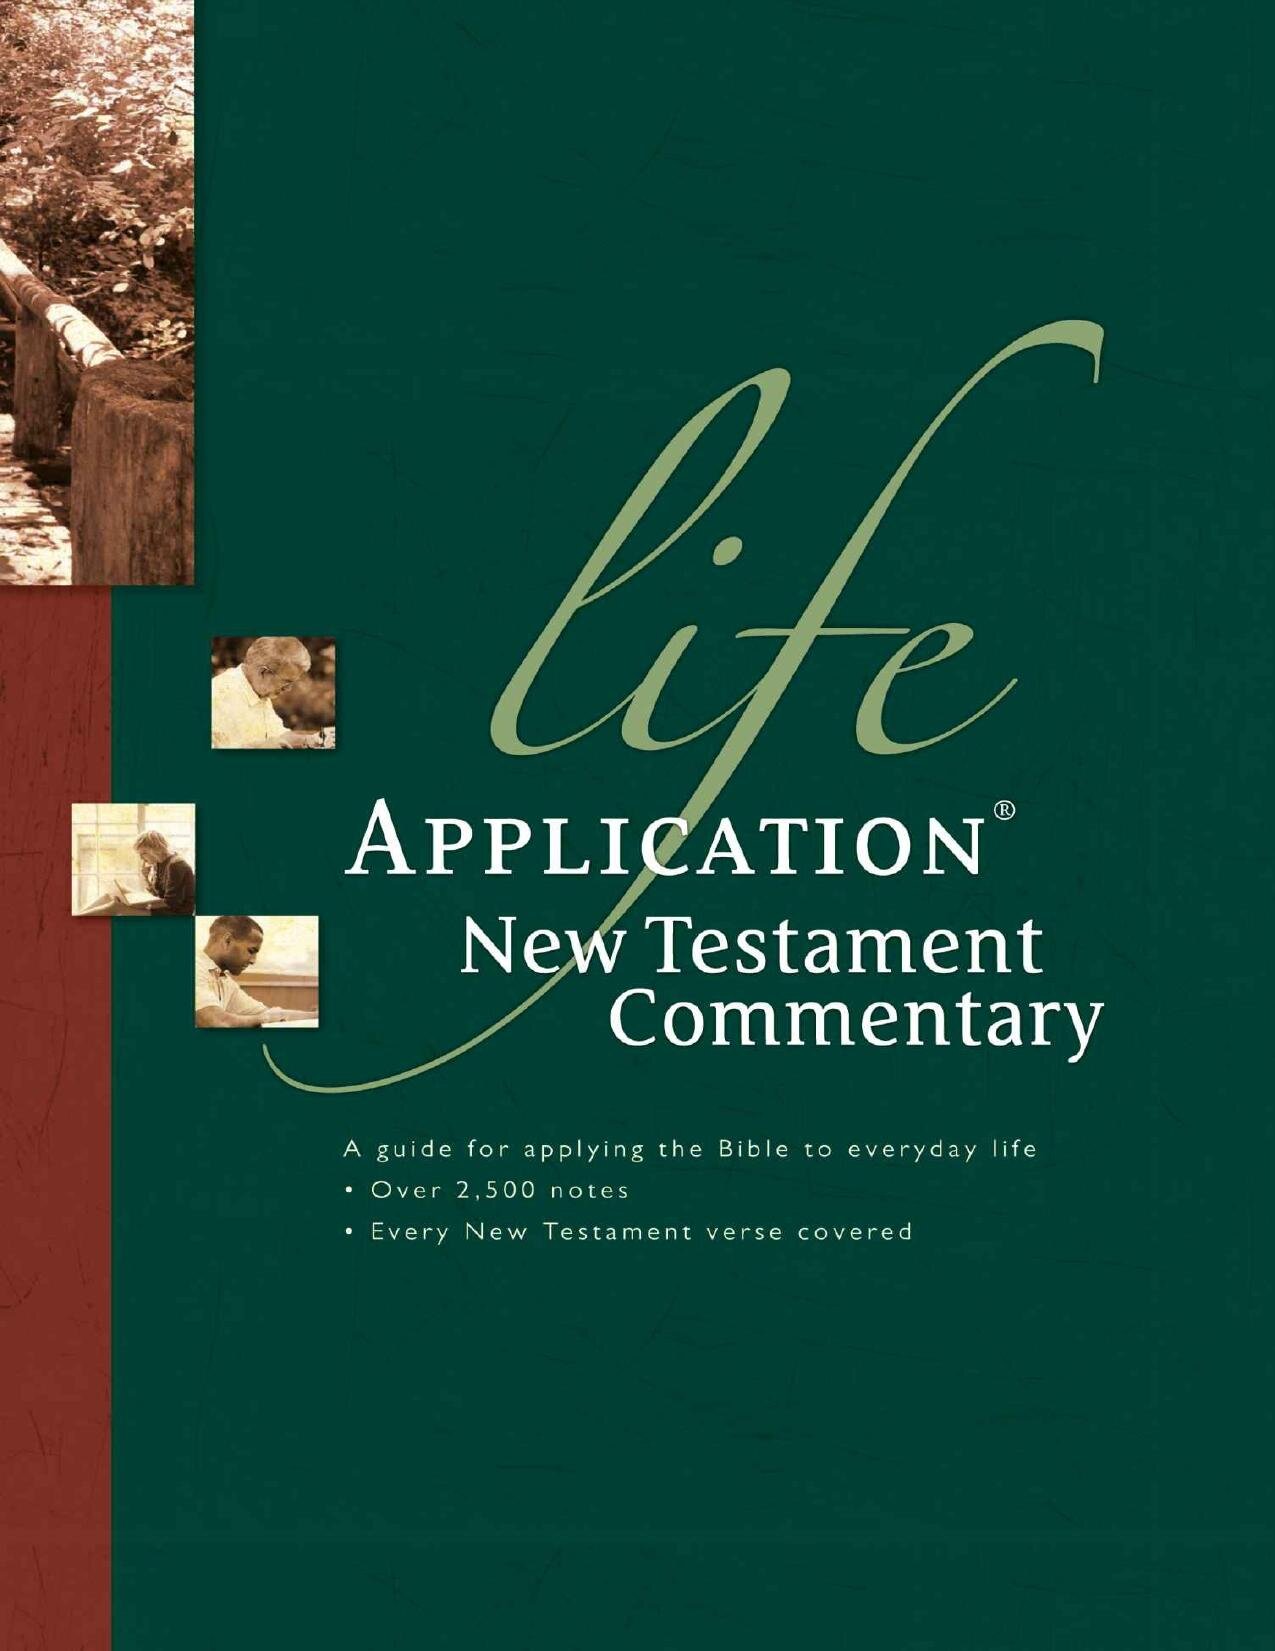 life
APPLICATION®
New Testament
Commentary
A guide for applying the Bible to everyday life
• Over 2,500 notes
• Every New Testament verse covered